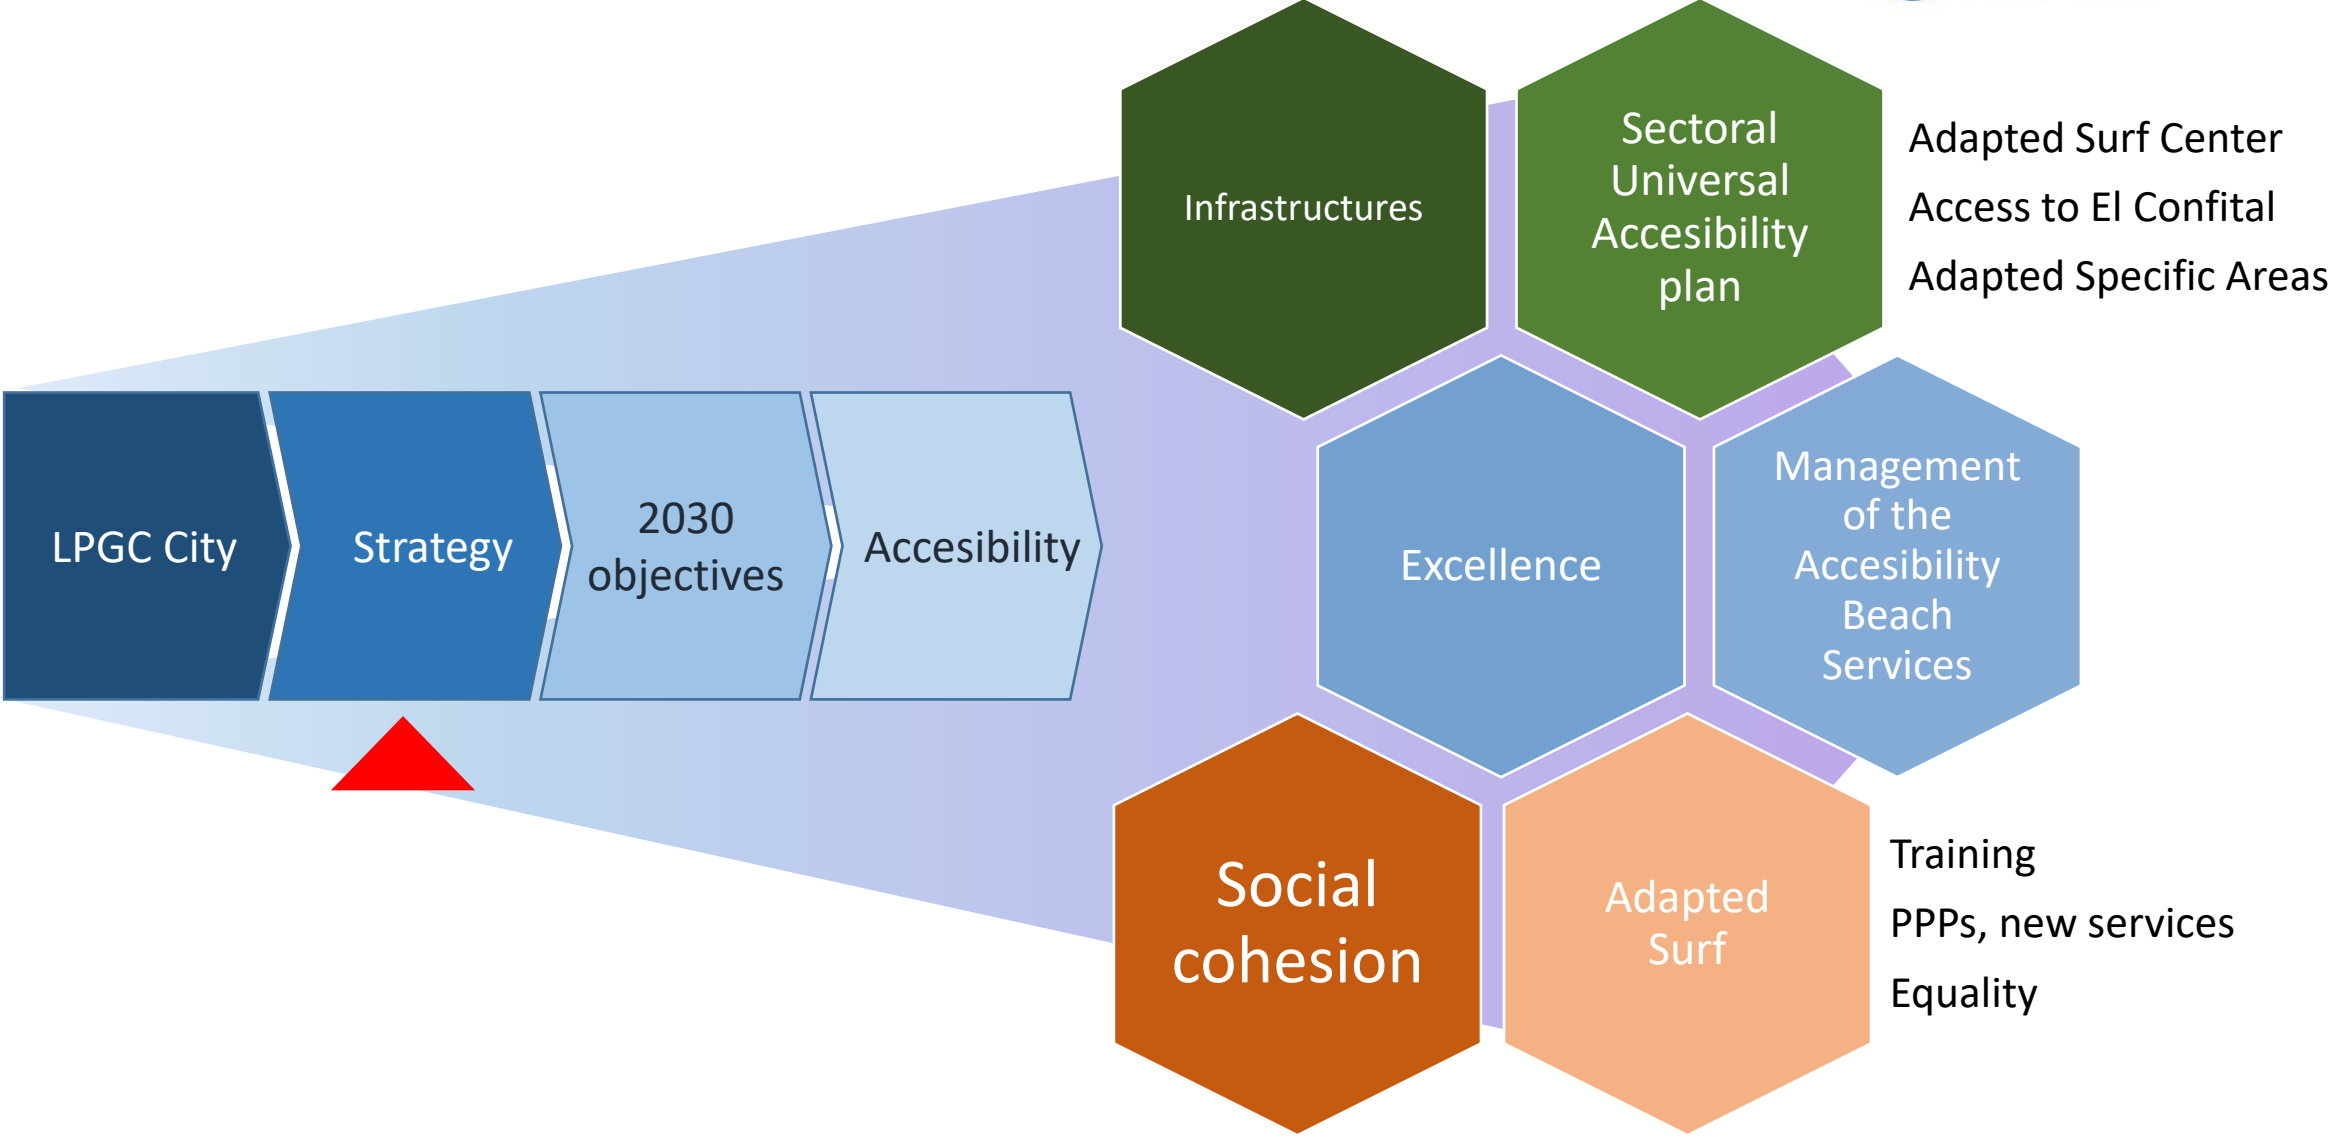 LPGC City
Strategy
2030
objectives
Accesibility
Infrastructures
Sectoral
Universal
Accesibility
plan
Adapted Surf Center
Access to El Confital
Adapted Specific Areas
Excellence
Management
of the
Accesibility
Beach
Services
Social
cohesion
Adapted
Surf
Training
PPPs, new services
Equality